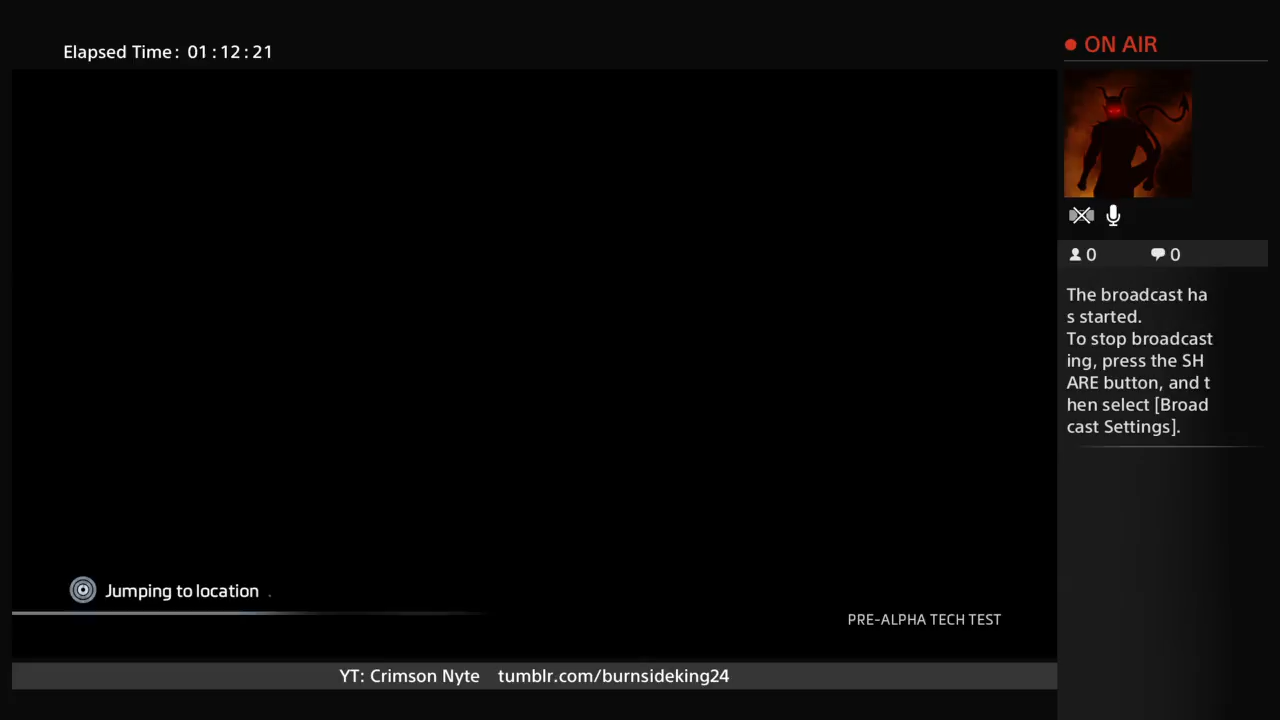 Elapsed Time: 01:12:21
ON AIR
0 0
The broadcast ha
s started.
To stop broadcast
ing, press the SH
ARE button, and t
hen select [Broad
cast Settings].
Jumping to location .
PRE-ALPHA TECH TEST
YT: Crimson Nyte tumblr.com/burnsideking24